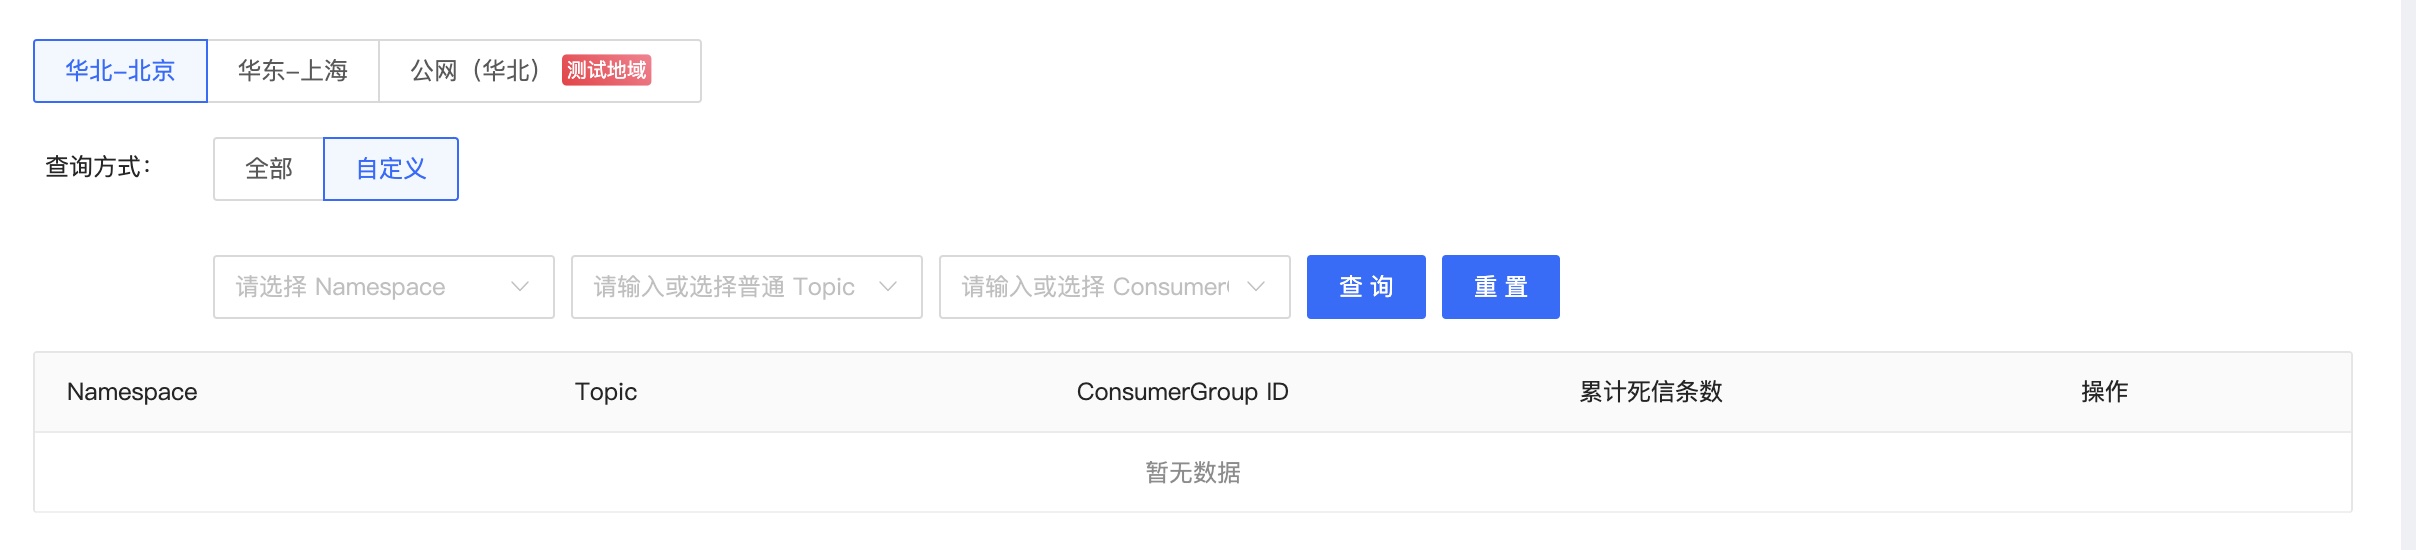 华北-北京 华东-上海 公网（华北） 测试地域
查询方式： 全部 自定义
请选择 Namespace 请输入或选择普通 Topic 请输入或选择 Consumer 查 询 重 置
Namespace Topic ConsumerGroup ID 累计死信条数 操作
暂无数据